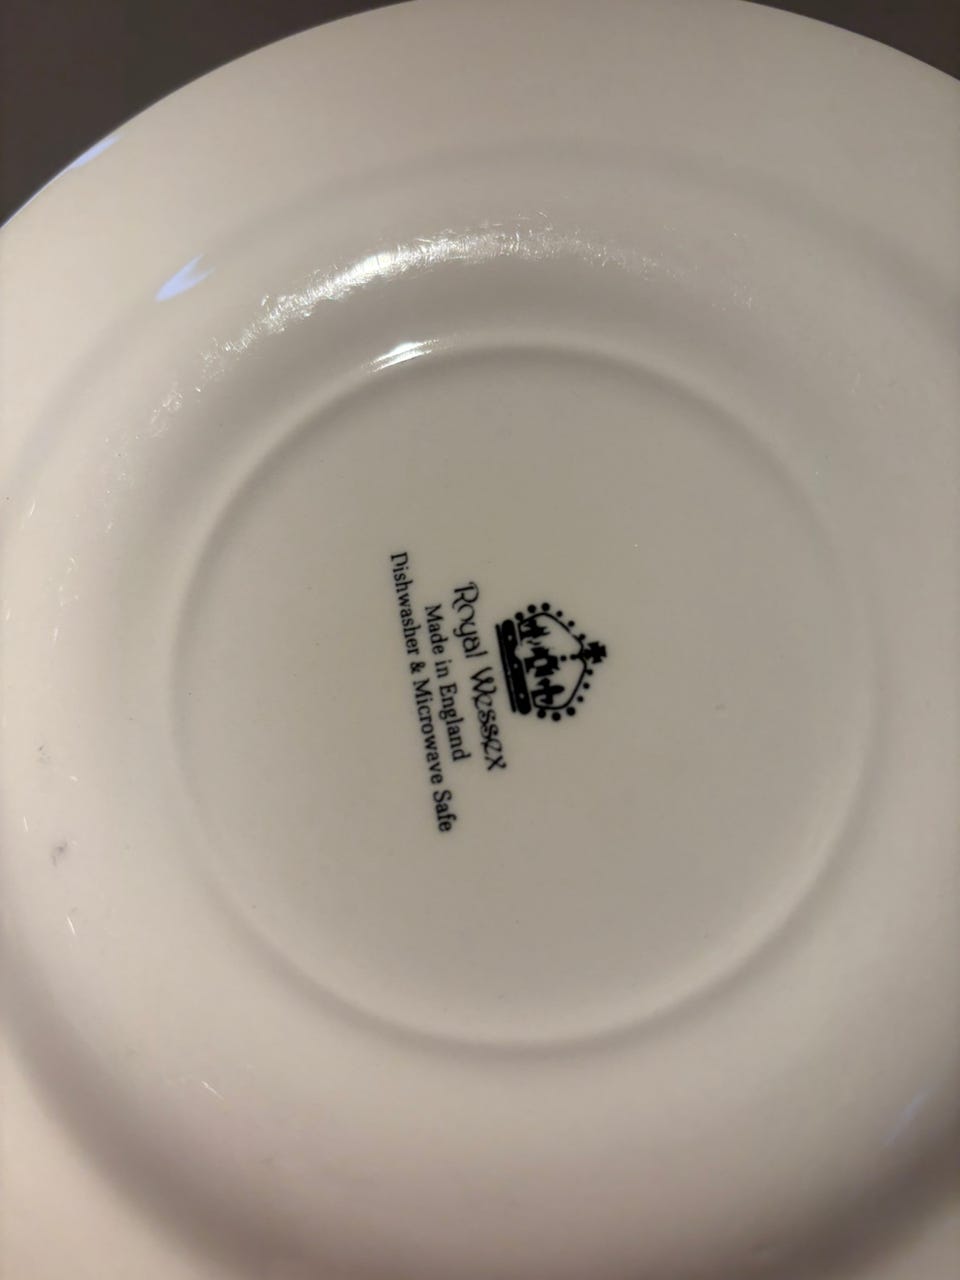 Royal Wessex
Made in England
Dishwasher & Microwave Safe